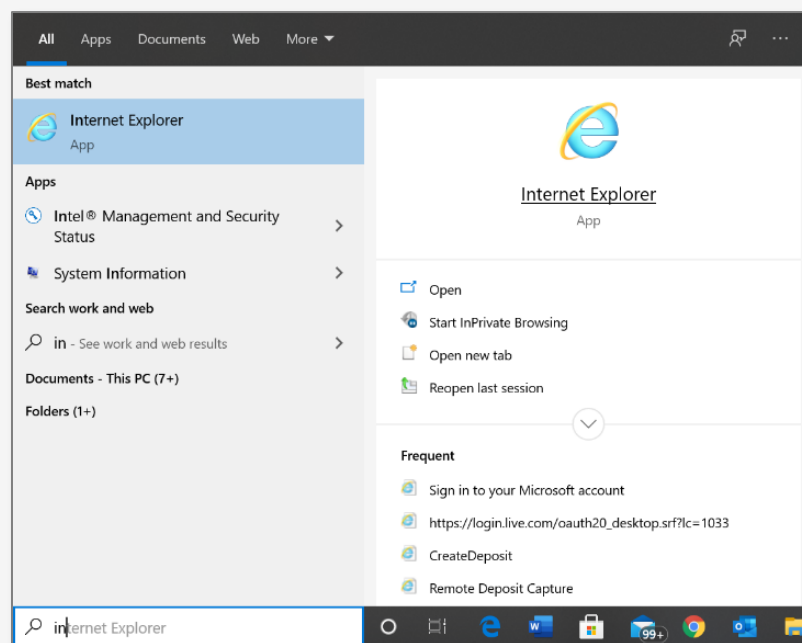 All Apps Documents Web More
Best match
Internet Explorer
App
Apps
Intel® Management and Security
Status
System Information
Search work and web
in - See work and web results
Documents - This PC (7+)
Folders (1+)
Internet Explorer
App
Open
Start InPrivate Browsing
Open new tab
Reopen last session
Frequent
Sign in to your Microsoft account
https://login.live.com/oauth20_desktop.srf?lc=1033
CreateDeposit
Remote Deposit Capture
internet Explorer
99+